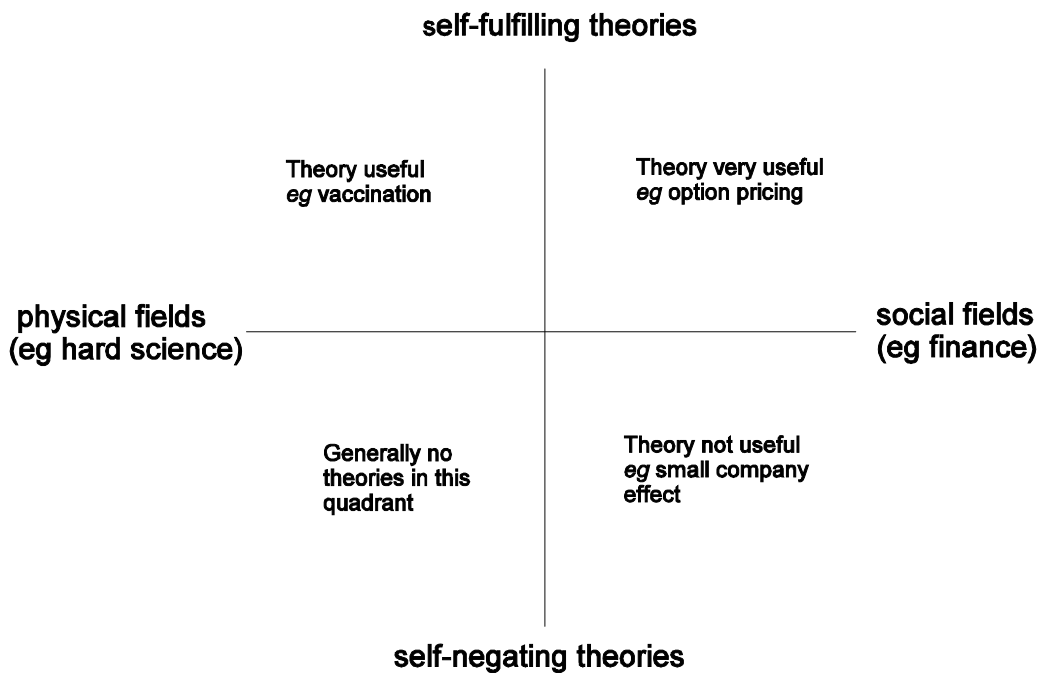 self-fulfilling theories
Theory useful
eg vaccination
Theory very useful
eg option pricing
physical fields
(eg hard science)
social fields
(eg finance)
Generally no
theories in this
quadrant
Theory not useful
eg small company
effect
self-negating theories